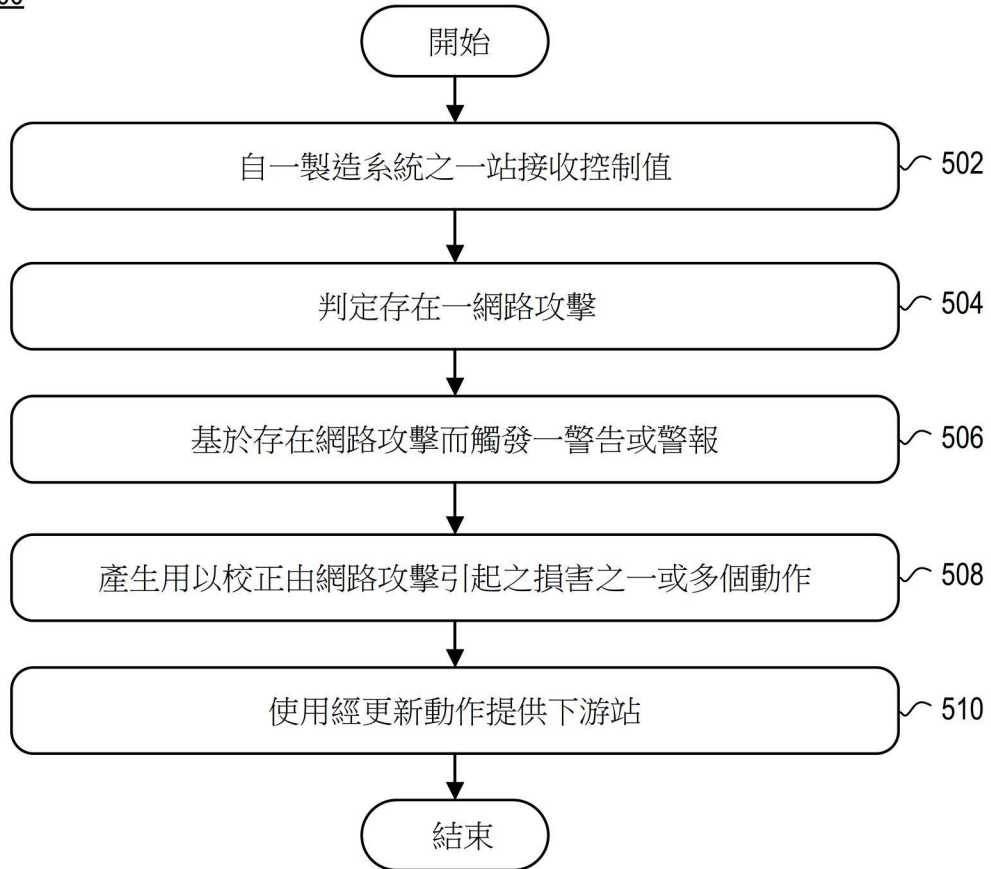 開始
自一製造系統之一站接收控制值
502
判定存在一網路攻擊
504
基於存在網路攻擊而觸發一警告或警報
506
產生用以校正由網路攻擊引起之損害之一或多個動作
508
使用經更新動作提供下游站
510
結束